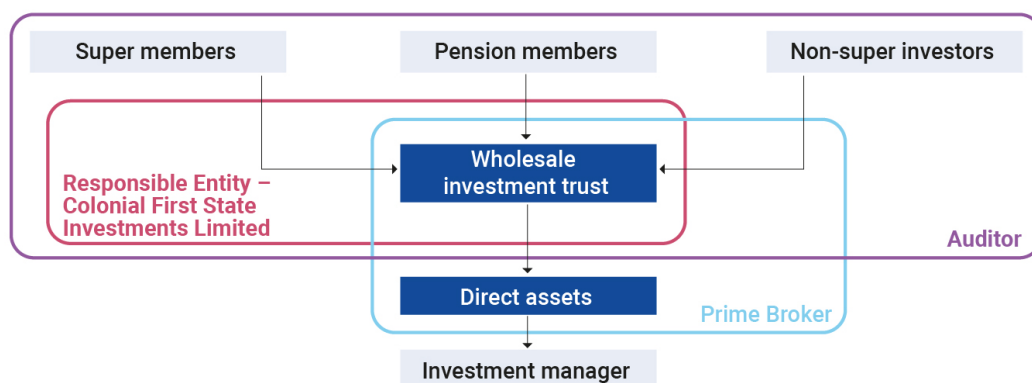 Super members
Pension members
Non-super investors
Wholesale
investment trust
Responsible Entity –
Colonial First State
Investments Limited
Auditor
Direct assets
Prime Broker
Investment manager